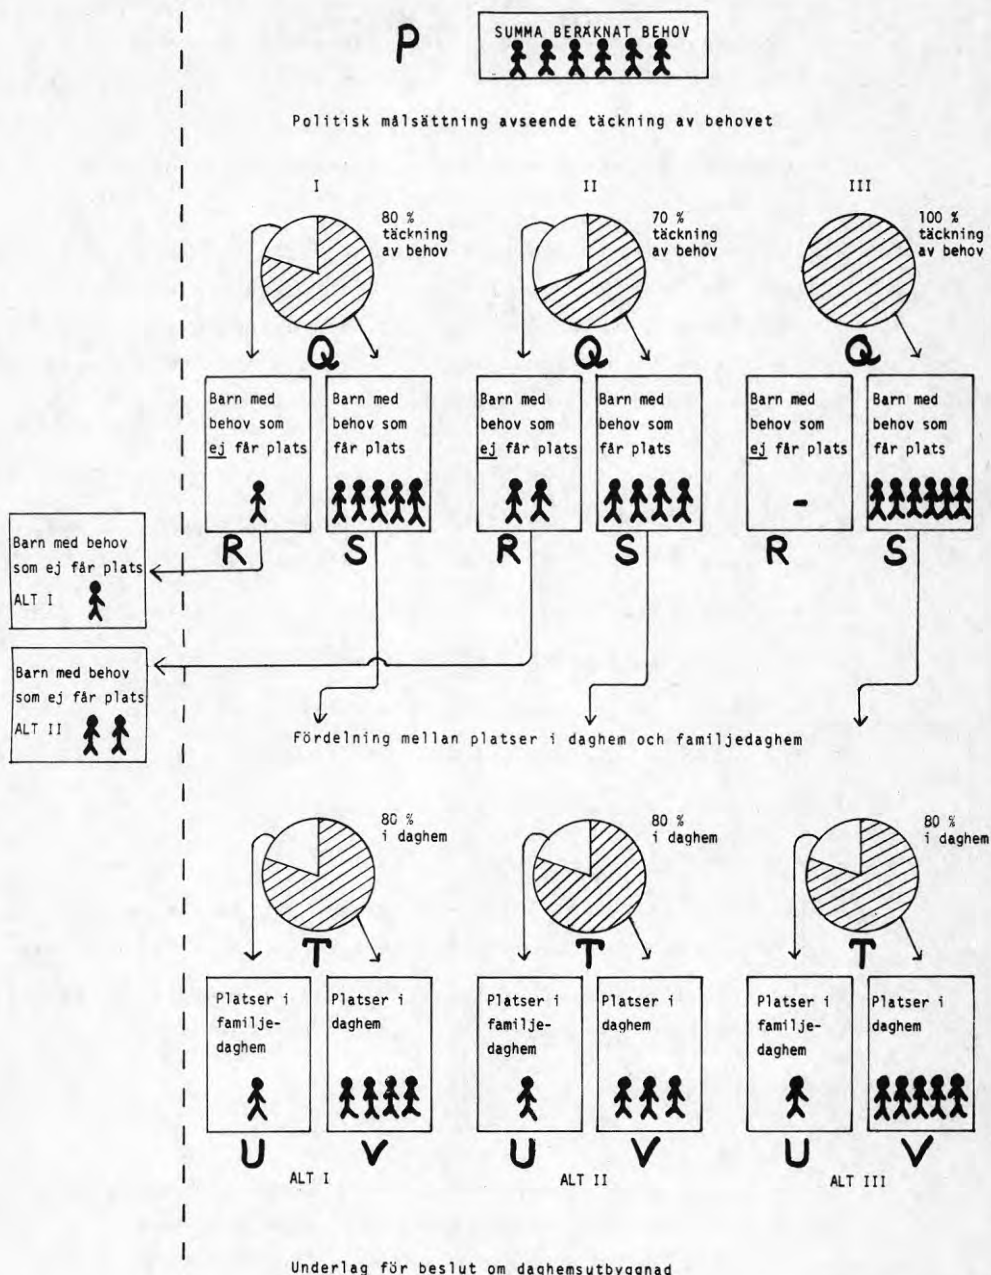 P
SUMMA BERÄKNAT BEHOV
Politisk målsättning avseende täckning av behovet
I
80 %
täckning
av behov
II
70 %
täckning
av behov
III
100 %
täckning
av behov
Q
Q
Q
Barn med
behov som
ej får plats
Barn med
behov som
får plats
Barn med
behov som
ej får plats
Barn med
behov som
får plats
Barn med
behov som
ej får plats
-
Barn med
behov som
får plats
R
S
R
S
R
S
Barn med behov
som ej får plats
ALT I
Barn med behov
som ej får plats
ALT II
Fördelning mellan platser i daghem och familjedaghem
80 %
i daghem
80 %
i daghem
80 %
i daghem
T
T
T
Platser i
familje-
daghem
Platser i
daghem
Platser i
familje-
daghem
Platser i
daghem
Platser i
familje-
daghem
Platser i
daghem
U
V
U
V
U
V
ALT I
ALT II
ALT III
Underlag för beslut om daghemsutbyggnad